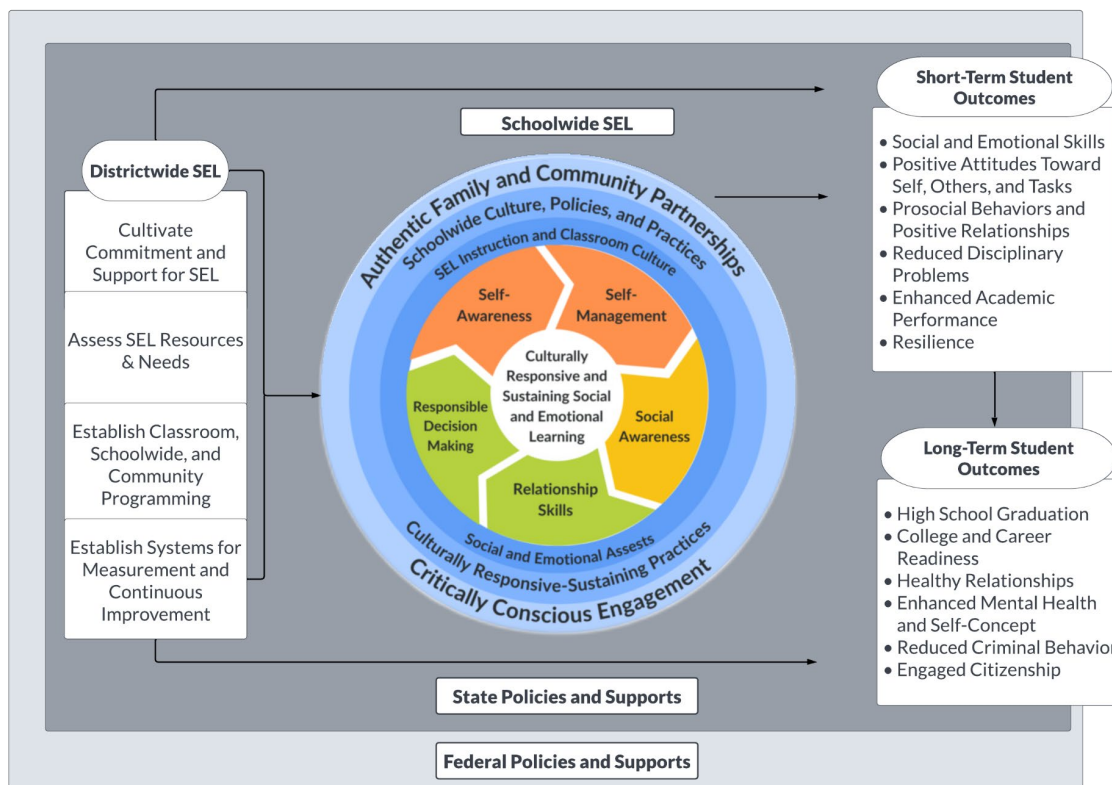 Short-Term Student
Outcomes
• Social and Emotional Skills
• Positive Attitudes Toward
Self, Others, and Tasks
• Prosocial Behaviors and
Positive Relationships
• Reduced Disciplinary
Problems
• Enhanced Academic
Performance
• Resilience
Schoolwide SEL
Districtwide SEL
Cultivate
Commitment and
Support for SEL
Assess SEL Resources
& Needs
Establish Classroom,
Schoolwide, and
Community
Programming
Establish Systems for
Measurement and
Continuous
Improvement
Authentic Family and Community Partnerships
Schoolwide Culture, Policies, and Practices
SEL Instruction and Classroom Culture
Self-
Awareness
Self-
Management
Culturally
Responsive and
Sustaining Social
and Emotional
Learning
Responsible
Decision
Making
Social
Awareness
Relationship
Skills
Social and Emotional Assests
Culturally Responsive-Sustaining Practices
Critically Conscious Engagement
Long-Term Student
Outcomes
• High School Graduation
• College and Career
Readiness
• Healthy Relationships
• Enhanced Mental Health
and Self-Concept
• Reduced Criminal Behavior
• Engaged Citizenship
State Policies and Supports
Federal Policies and Supports